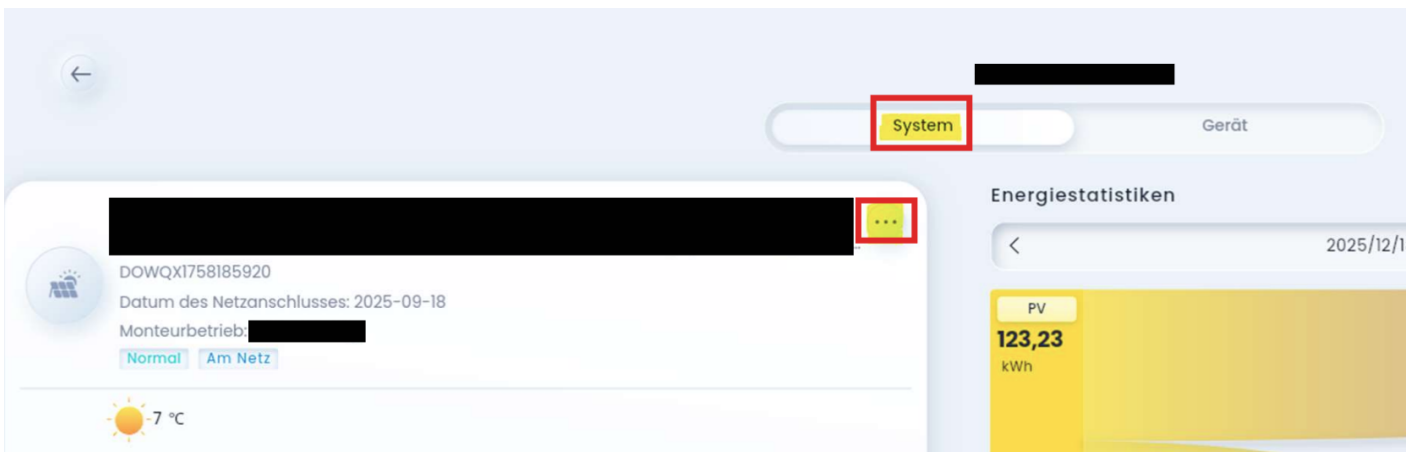 System
Gerät
...
DOWQX1758185920
Datum des Netzanschlusses: 2025-09-18
Monteurbetrieb:
Normal
Am Netz
-7 °C
Energiestatistiken
2025/12/1
PV
123,23
kWh